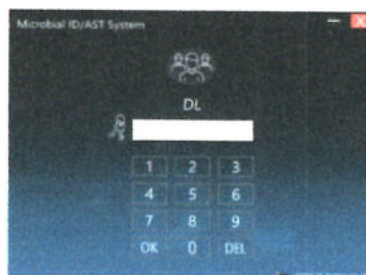 Microbial ID/AST System
DL
1 2 3
4 5 6
7 8 9
OK 0 DEL